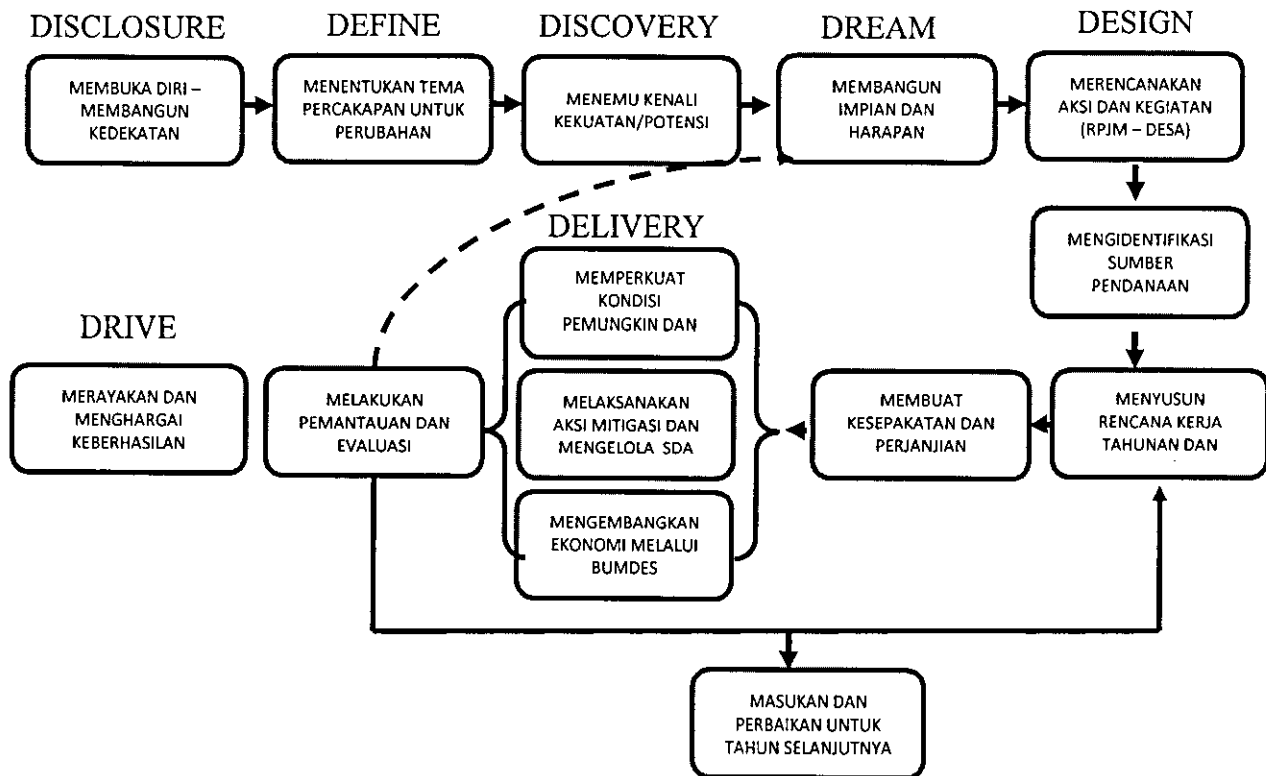 DISCLOSURE
DEFINE
DISCOVERY
DREAM
DESIGN
MEMBUKA DIRI –
MEMBANGUN
KEDEKATAN
MENENTUKAN TEMA
PERCAKAPAN UNTUK
PERUBAHAN
MENEMU KENALI
KEKUATAN/POTENSI
MEMBANGUN
IMPIAN DAN
HARAPAN
MERENCANAKAN
AKSI DAN KEGIATAN
(RPJM – DESA)
MENGIDENTIFIKASI
SUMBER
PENDANAAN
DELIVERY
MEMPERKUAT
KONDISI
PEMUNGKIN DAN
DRIVE
MERAYAKAN DAN
MENGHARGAI
KEBERHASILAN
MELAKUKAN
PEMANTAUAN DAN
EVALUASI
MELAKSANAKAN
AKSI MITIGASI DAN
MENGELOLA SDA
MEMBUAT
KESEPAKATAN DAN
PERJANJIAN
MENYUSUN
RENCANA KERJA
TAHUNAN DAN
MENGEMBANGKAN
EKONOMI MELALUI
BUMDES
MASUKAN DAN
PERBAIKAN UNTUK
TAHUN SELANJUTNYA